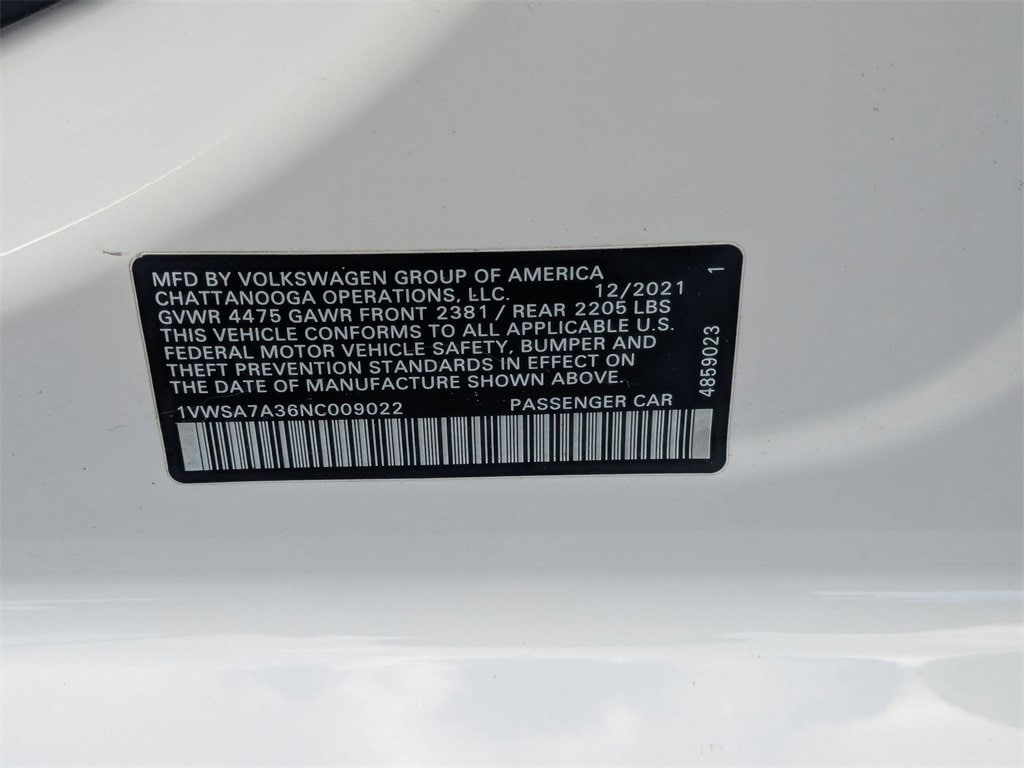 MFD BY VOLKSWAGEN GROUP OF AMERICA
CHATTANOOGA OPERATIONS, LLC. 12/2021
GVWR 4475 GAWR FRONT 2381 / REAR 2205 LBS
THIS VEHICLE CONFORMS TO ALL APPLICABLE U.S.
FEDERAL MOTOR VEHICLE SAFETY, BUMPER AND
THEFT PREVENTION STANDARDS IN EFFECT ON
THE DATE OF MANUFACTURE SHOWN ABOVE.
1VWSA7A36NC009022 PASSENGER CAR
4859023 1